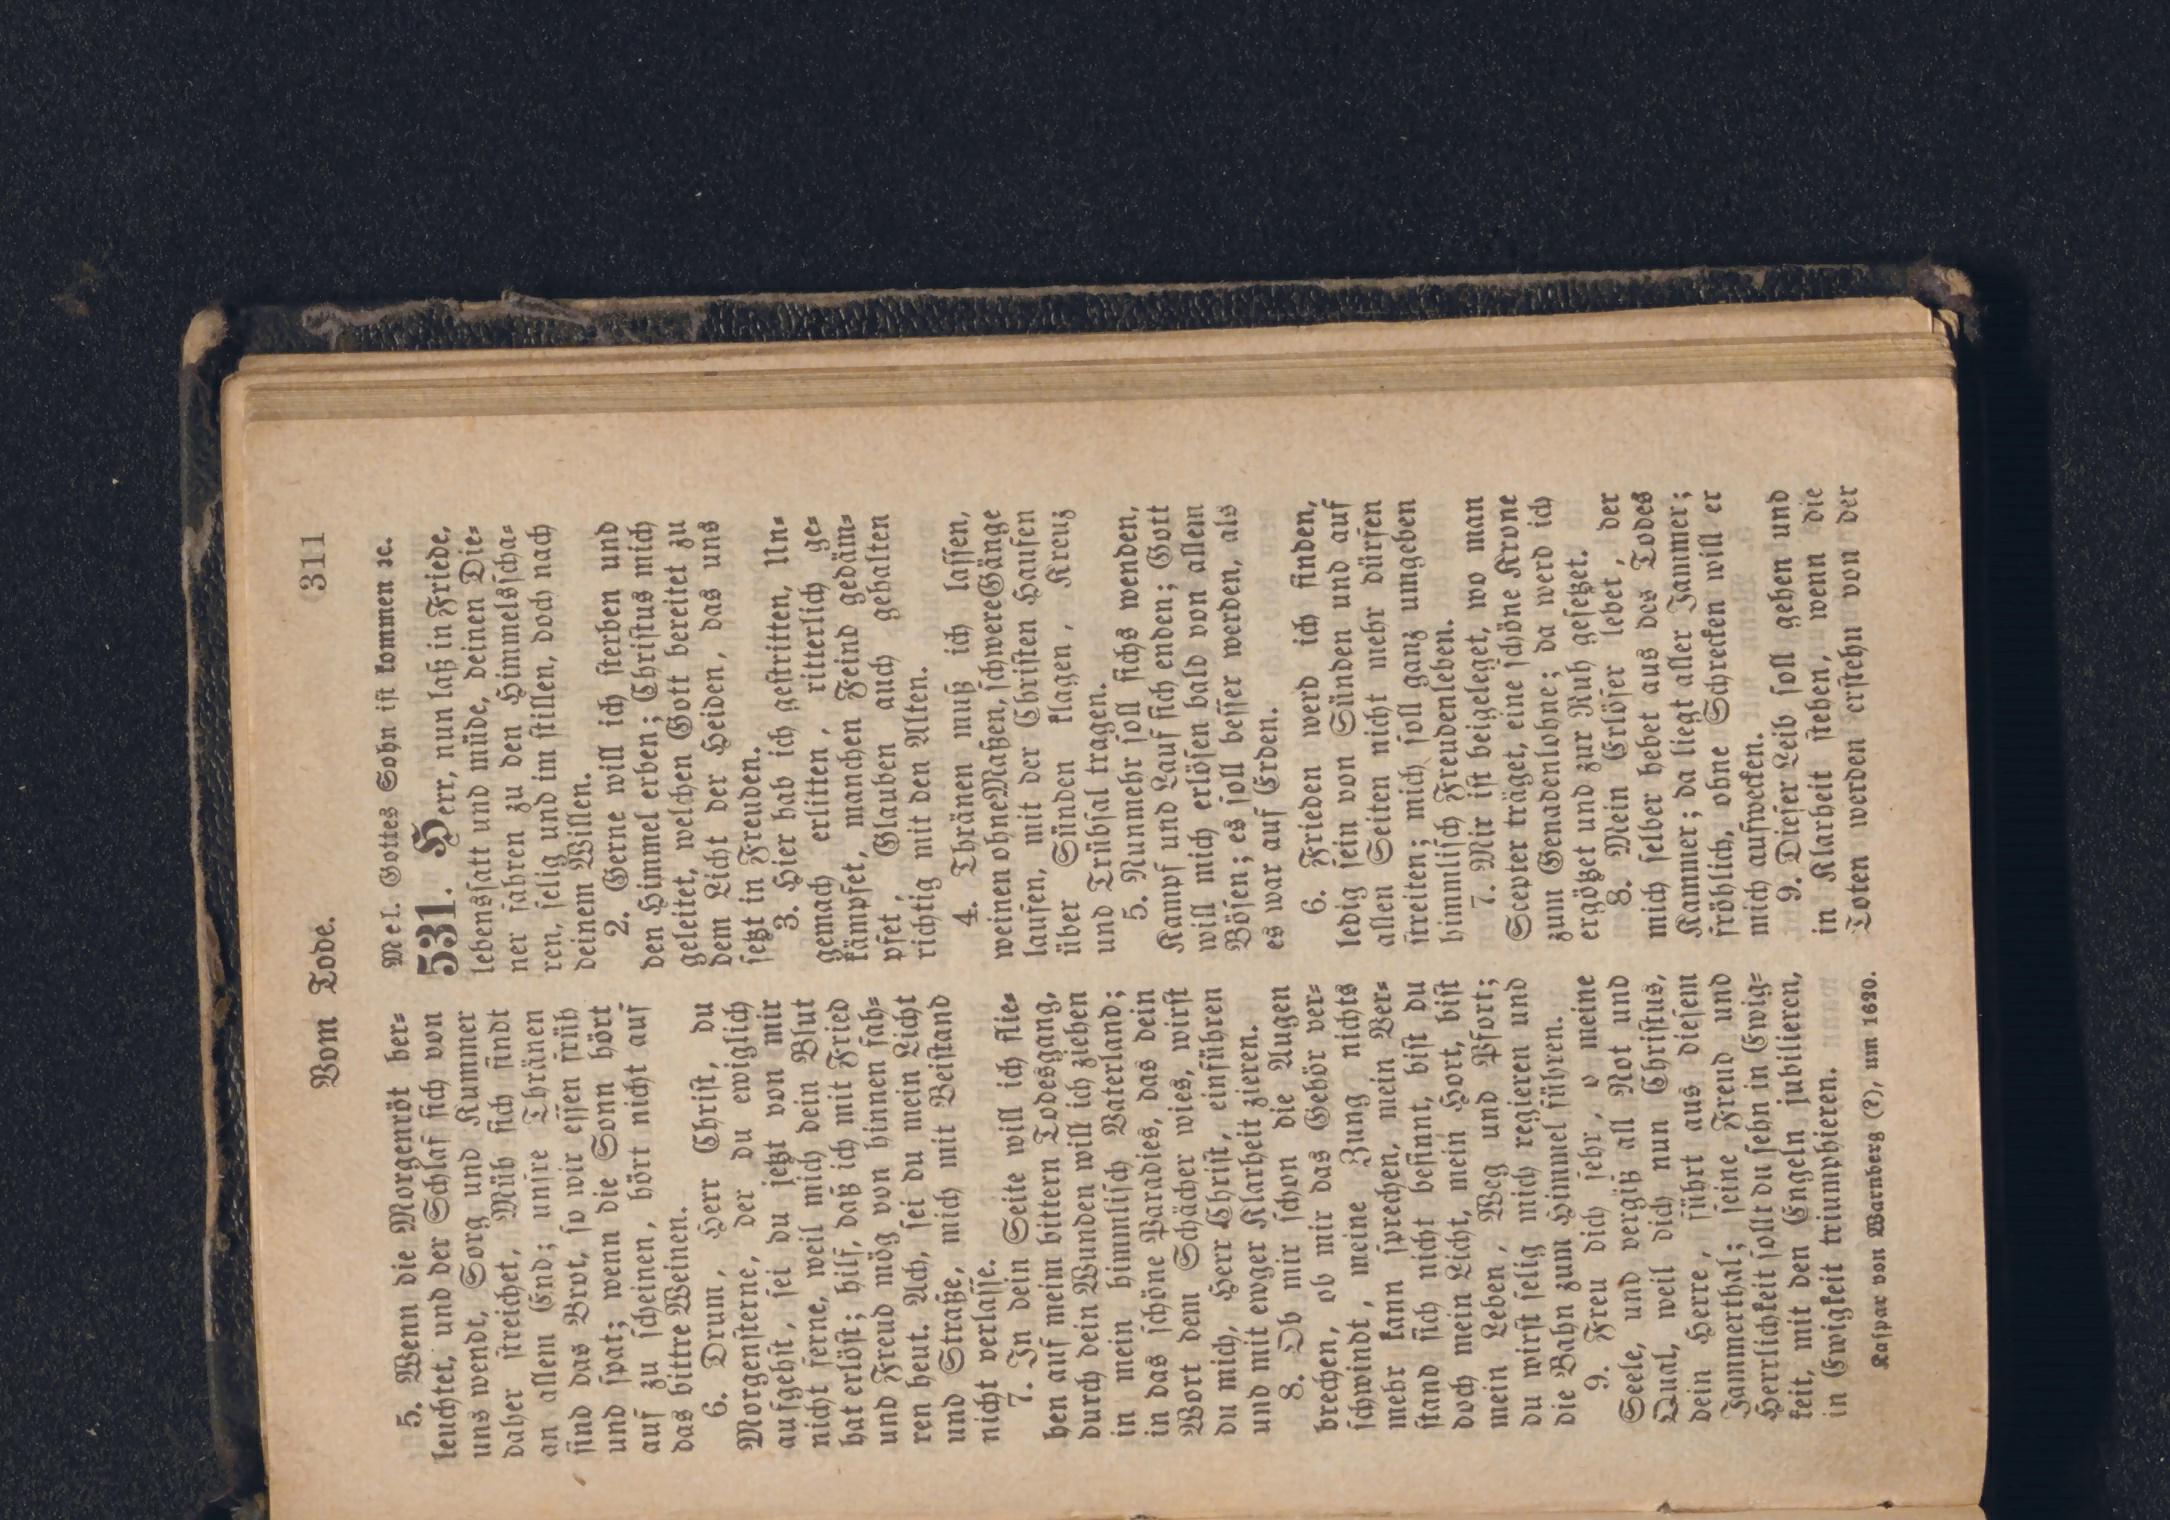 Vom Tode. 311
5. Wenn die Morgenröt her⸗
leuchtet, und der Schlaf ſich von
uns wendt, Sorg und Kummer
daher ſtreichet, Müh ſich findt
an allem End; unſre Thränen
ſind das Brot, ſo wir eſſen früh
und ſpat; wenn die Sonn hört
auf zu ſcheinen, hört nicht auf
das bittre Weinen.
6. Drum, Herr Chriſt, du
Morgenſterne, der du ewiglich
aufgehſt, ſei du jetzt von mir
nicht ferne, weil mich dein Blut
hat erlöſt; hilf, daß ich mit Fried
und Freud mög von hinnen fah⸗
ren heut. Ach, ſei du mein Licht
und Straße, mich mit Beiſtand
nicht verlaſſe.
7. In dein Seite will ich flie⸗
hen auf meim bittern Todesgang,
durch dein Wunden will ich ziehen
in mein himmliſch Vaterland;
in das ſchöne Paradies, das dein
Wort dem Schächer wies, wirſt
du mich, Herr Chriſt, einführen
und mit ewger Klarheit zieren.
8. Ob mir ſchon die Augen
brechen, ob mir das Gehör ver⸗
ſchwindt, meine Zung nichts
mehr kann ſprechen, mein Ver⸗
ſtand ſich nicht beſinnt, biſt du
doch mein Licht, mein Hort, biſt
mein Leben, Weg und Pfort;
du wirſt ſelig mich regieren und
die Bahn zum Himmel führen.
9. Freu dich ſehr, o meine
Seele, und vergiß all Not und
Qual, weil dich nun Chriſtus,
dein Herre, führt aus dieſem
Jammerthal; ſeine Freud und
Herrlichkeit ſollt du ſehn in Ewig⸗
keit, mit den Engeln jubilieren,
in Ewigkeit triumphieren.
Kaſpar von Warnberg (?), um 1620.
Mel. Gottes Sohn iſt kommen ꝛc.
531. Herr, nun laß in Friede,
lebensſatt und müde, deinen Die⸗
ner fahren zu den Himmelsſcha⸗
ren, ſelig und im ſtillen, doch nach
deinem Willen.
2. Gerne will ich ſterben und
den Himmel erben; Chriſtus mich
geleitet, welchen Gott bereitet zu
dem Licht der Heiden, das uns
ſetzt in Freuden.
3. Hier hab ich geſtritten, Un⸗
gemach erlitten, ritterlich ge⸗
kämpfet, manchen Feind gedäm⸗
pfet, Glauben auch gehalten
richtig mit den Alten.
4. Thränen muß ich laſſen,
weinen ohne Maßen, ſchwere Gänge
laufen, mit der Chriſten Haufen
über Sünden klagen, Kreuz
und Trübſal tragen.
5. Nunmehr ſoll ſichs wenden,
Kampf und Lauf ſich enden; Gott
will mich erlöſen bald von allem
Böſen; es ſoll beſſer werden, als
es war auf Erden.
6. Frieden werd ich finden,
ledig ſein von Sünden und auf
allen Seiten nicht mehr dürfen
ſtreiten; mich ſoll ganz umgeben
himmliſch Freudenleben.
7. Mir iſt beigeleget, wo man
Scepter träget, eine ſchöne Krone
zum Genadenlohne; da werd ich
ergötzet und zur Ruh geſetzet.
8. Mein Erlöſer lebet, der
mich ſelber hebet aus des Todes
Kammer; da liegt aller Jammer;
fröhlich, ohne Schrecken will er
mich aufwecken.
9. Dieſer Leib ſoll gehen und
in Klarheit ſtehen, wenn die
Toten werden erſtehn von der